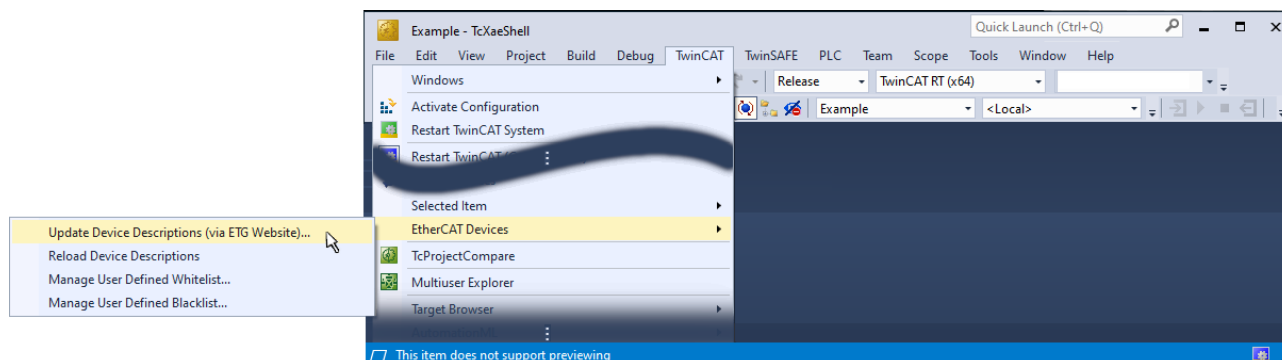 Example - TcXaeShell
Quick Launch (Ctrl+Q)
File Edit View Project Build Debug TwinCAT TwinSAFE PLC Team Scope Tools Window Help
Windows
Release
TwinCAT RT (x64)
Activate Configuration
Example
<Local>
Restart TwinCAT System
Restart TwinCAT
Selected Item
EtherCAT Devices
Update Device Descriptions (via ETG Website)...
Reload Device Descriptions
Manage User Defined Whitelist...
Manage User Defined Blacklist...
TcProjectCompare
Multiuser Explorer
Target Browser
This item does not support previewing